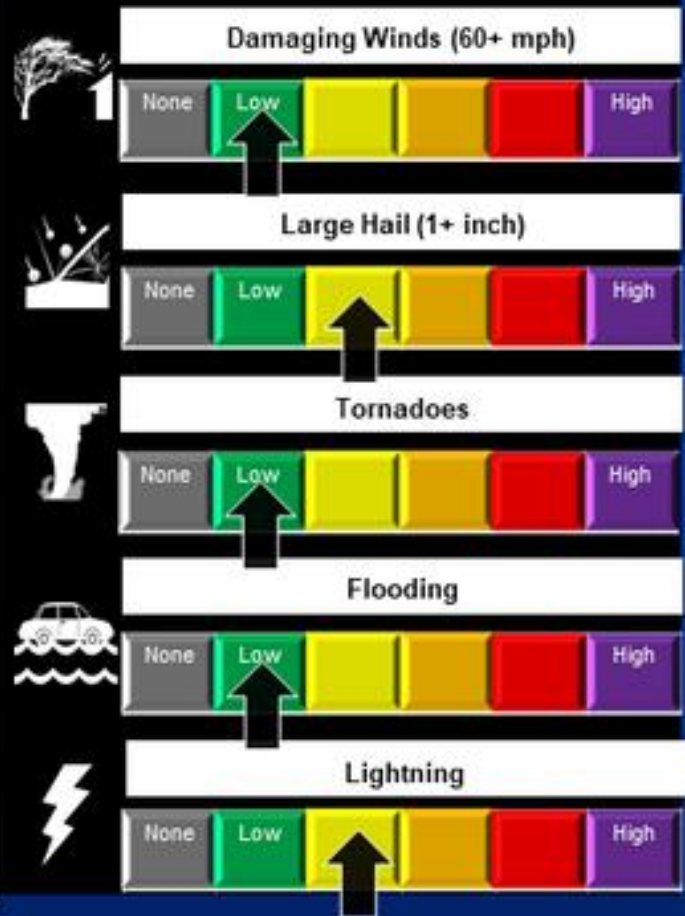 Damaging Winds (60+ mph)
None Low High
Large Hail (1+ inch)
None Low High
Tornadoes
None Low High
Flooding
None Low High
Lightning
None Low High